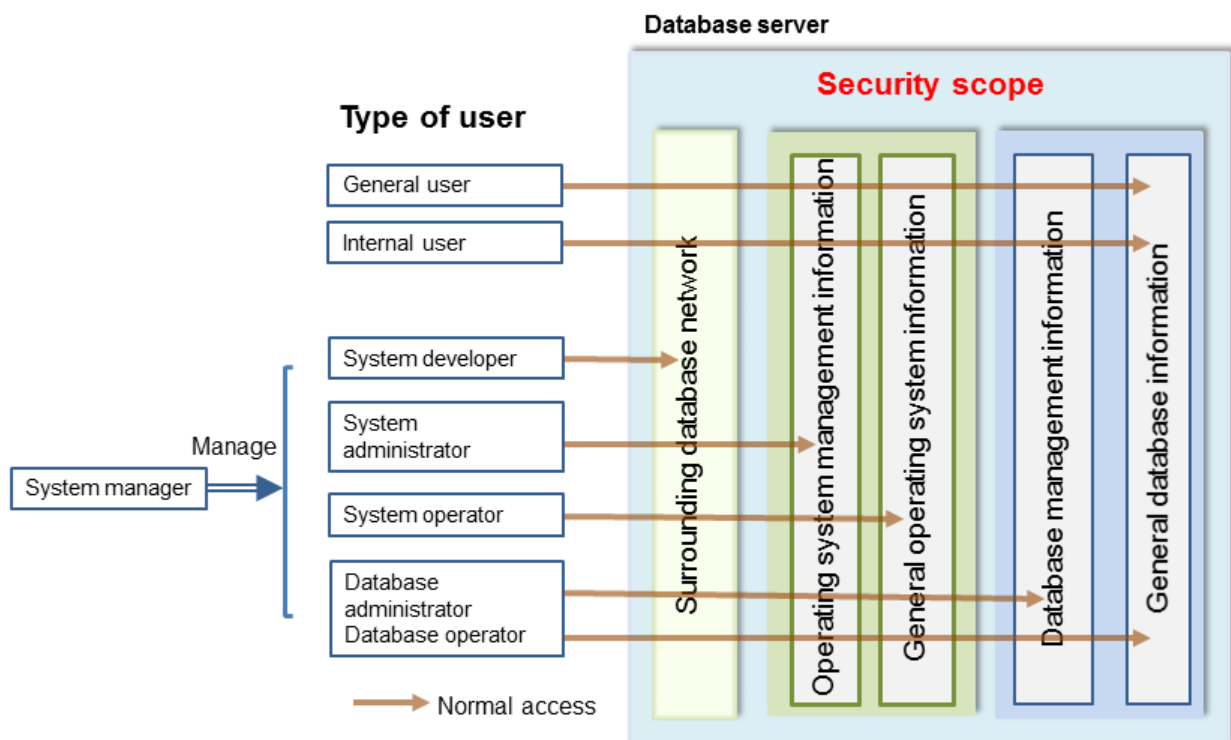 Database server
Security scope
Type of user
General user
Internal user
System developer
System
administrator
Manage
System manager
System operator
Database
administrator
Database operator
Normal access
Surrounding database network
Operating system management information
General operating system information
Database management information
General database information